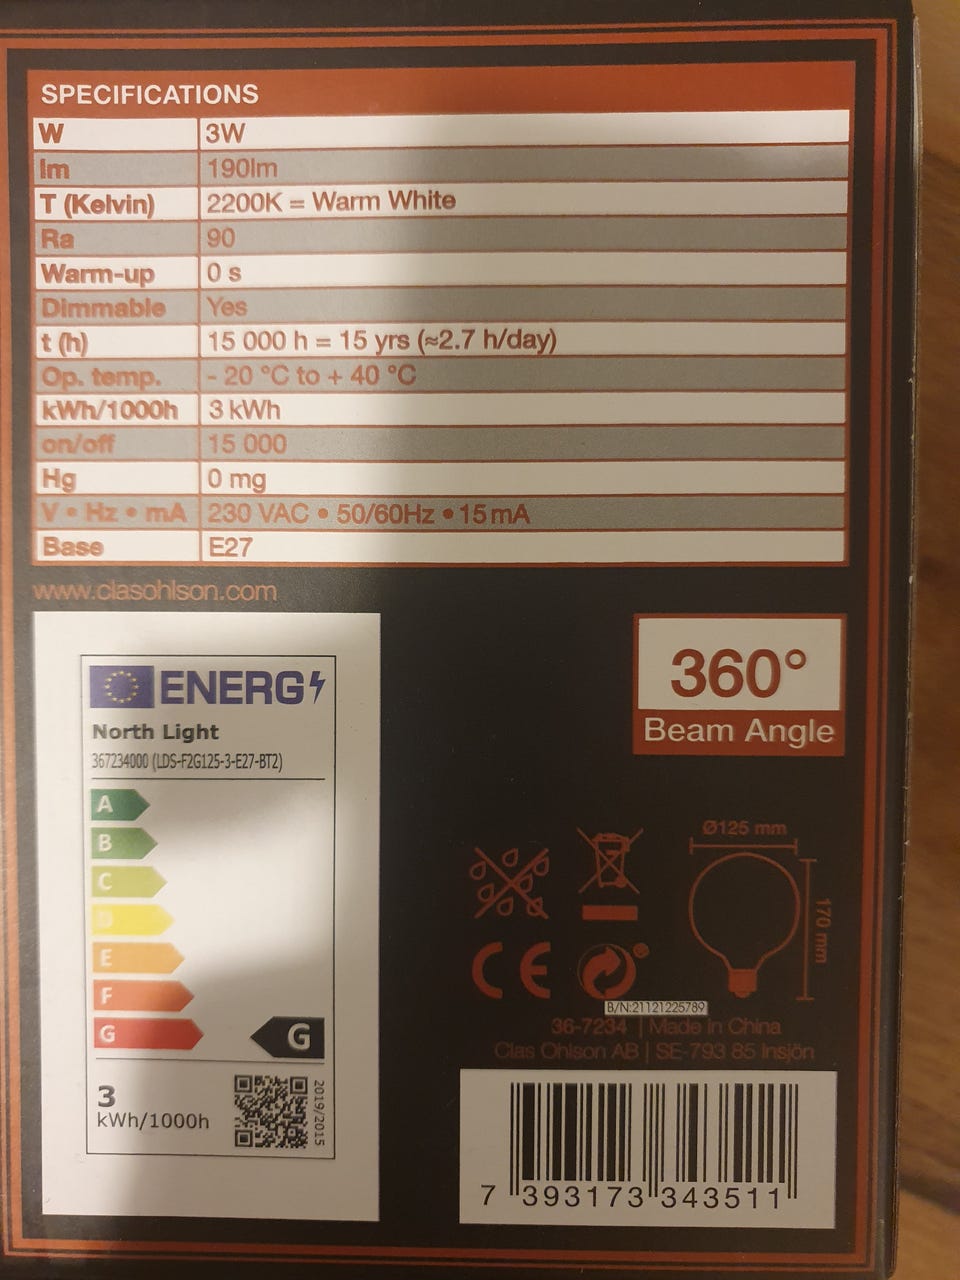 SPECIFICATIONS
W 3W
lm 190lm
T (Kelvin) 2200K = Warm White
Ra 90
Warm-up 0 s
Dimmable Yes
t (h) 15 000 h = 15 yrs (≈2.7 h/day)
Op. temp. - 20 °C to + 40 °C
kWh/1000h 3 kWh
on/off 15 000
Hg 0 mg
V • Hz • mA 230 VAC • 50/60Hz • 15 mA
Base E27
www.clasohlson.com
ENERG
North Light
367234000 (LDS-F2G125-3-E27-BT2)
A
B
C
D
E
F
G
G
3
kWh/1000h
2019/2015
360°
Beam Angle
Ø125 mm
170 mm
CE
B/N:21121225789
36-7234 | Made in China
Clas Ohlson AB | SE-793 85 Insjön
7 393173 343511